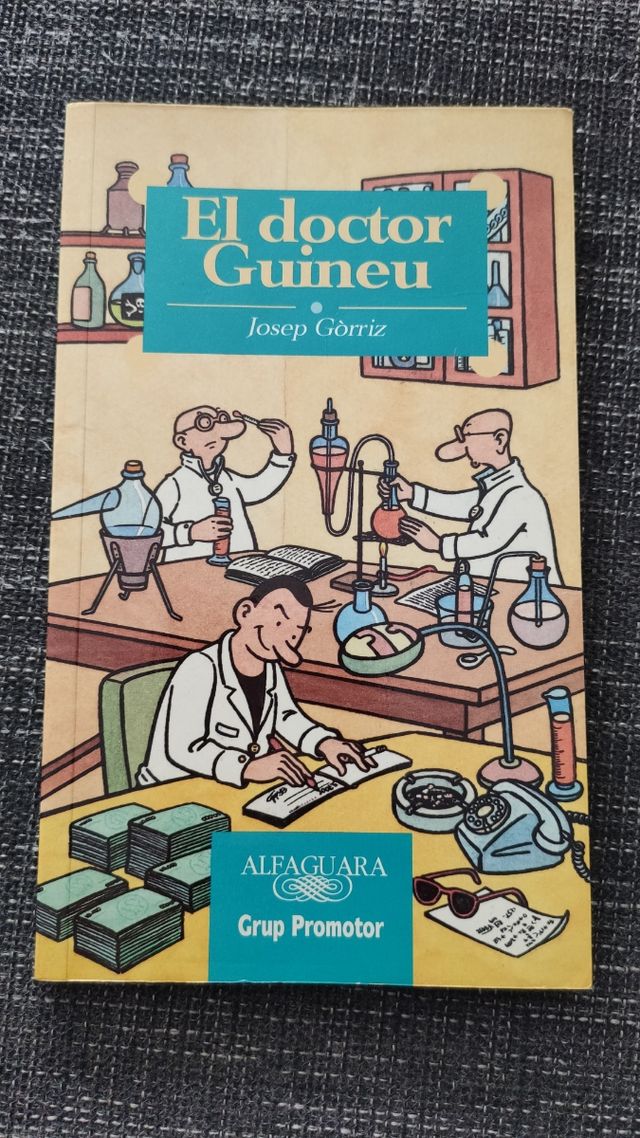 El doctor
Guineu
Josep Gòrriz
ALFAGUARA
Grup Promotor